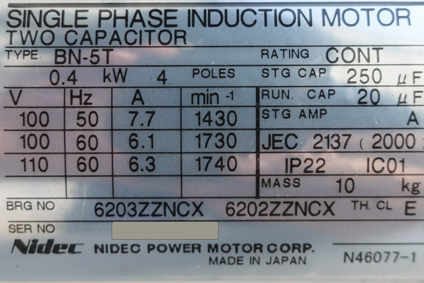 SINGLE PHASE INDUCTION MOTOR
TWO CAPACITOR
TYPE BN-5T RATING CONT
0.4 kW 4 POLES STG CAP 250 μF
V Hz A min -1 RUN. CAP 20 μF
100 50 7.7 1430 STG AMP A
100 60 6.1 1730 JEC 2137 (2000)
110 60 6.3 1740 IP22 IC01
MASS 10 kg
BRG NO 6203ZZNCX 6202ZZNCX TH. CL E
SER NO
Nidec NIDEC POWER MOTOR CORP.
MADE IN JAPAN N46077-1